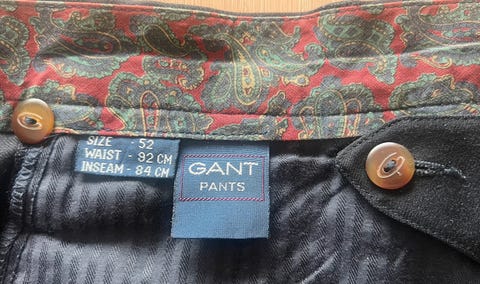 SIZE - 52
WAIST - 92 CM
INSEAM - 84 CM
GANT
PANTS